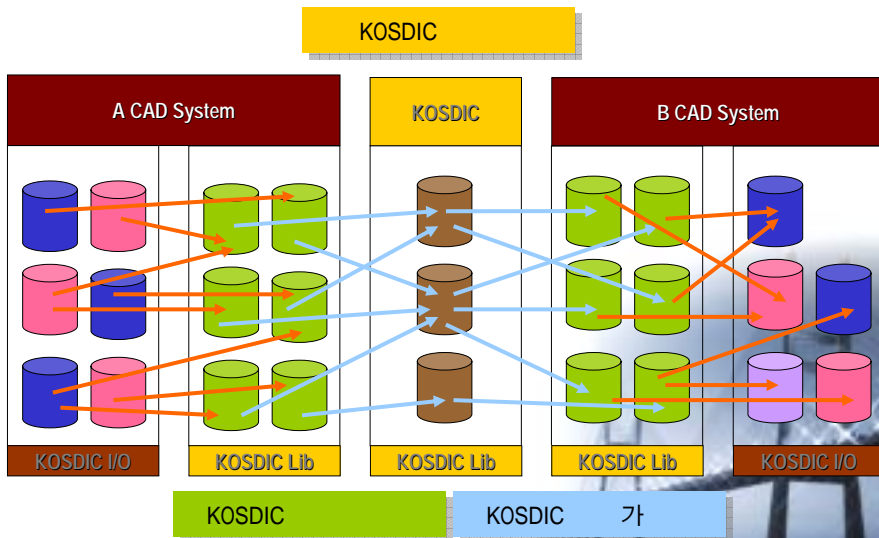 KOSDIC
A CAD System
KOSDIC
B CAD System
KOSDIC I/O
KOSDIC Lib
KOSDIC Lib
KOSDIC Lib
KOSDIC I/O
KOSDIC
KOSDIC 가